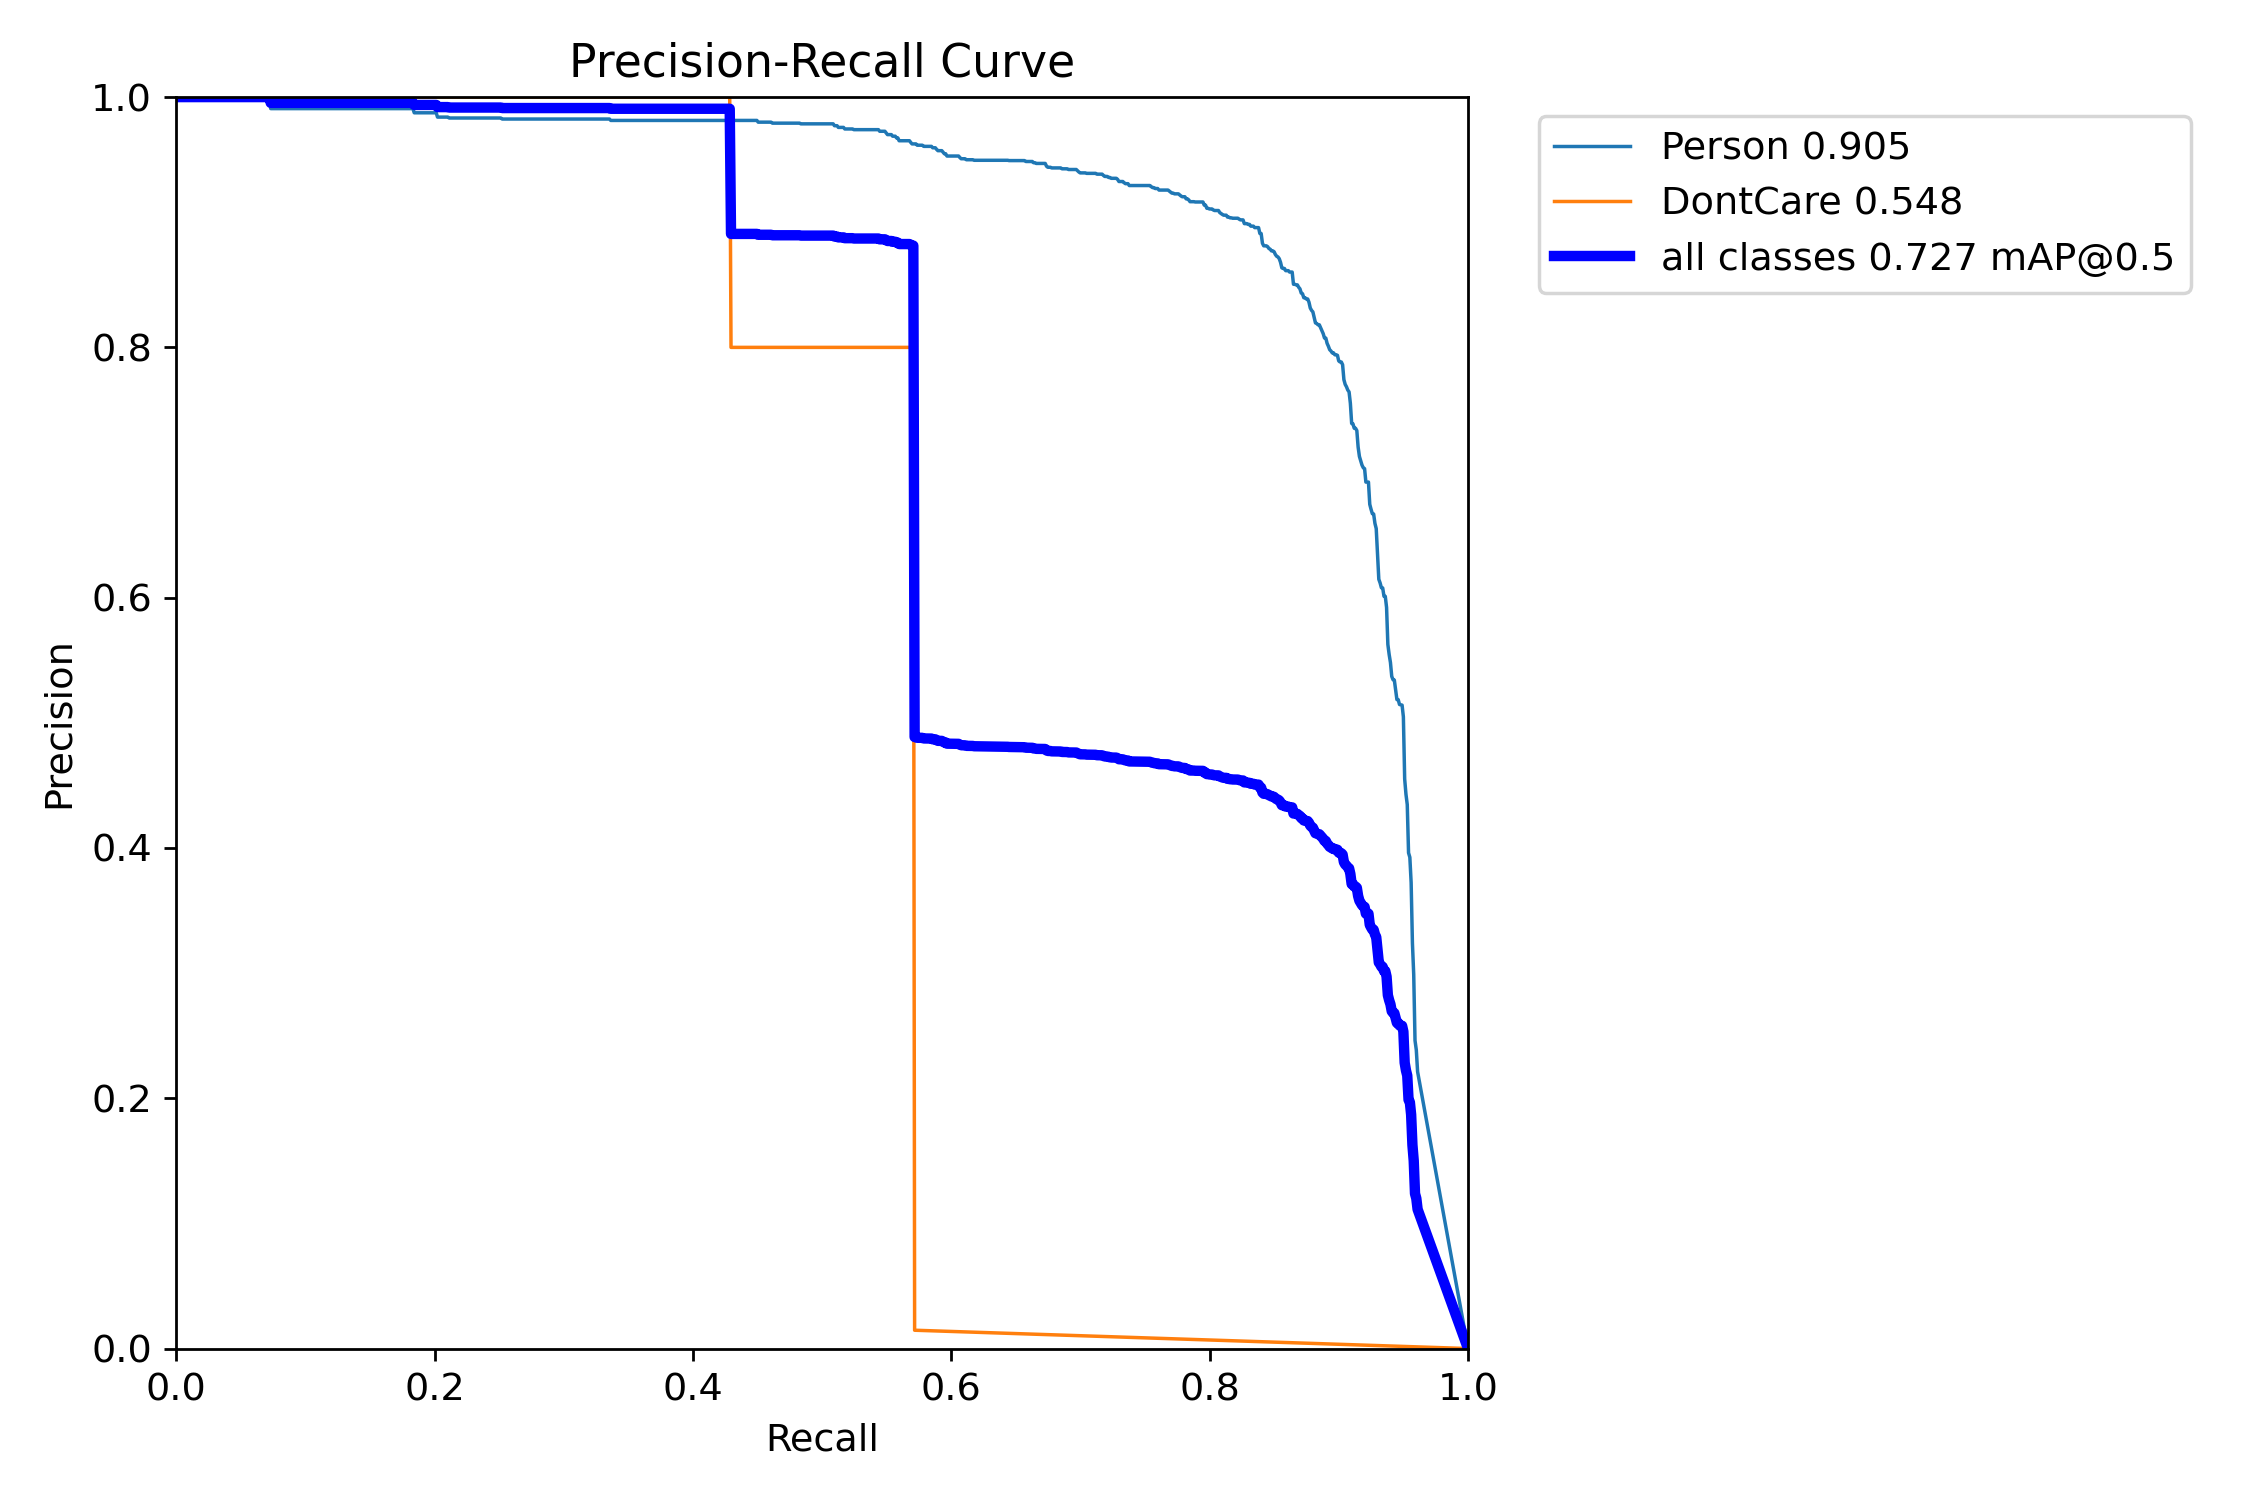 Precision-Recall Curve
1.0
0.8
0.6
0.4
0.2
0.0
Precision
0.0 0.2 0.4 0.6 0.8 1.0
Recall
Person 0.905
DontCare 0.548
all classes 0.727 mAP@0.5